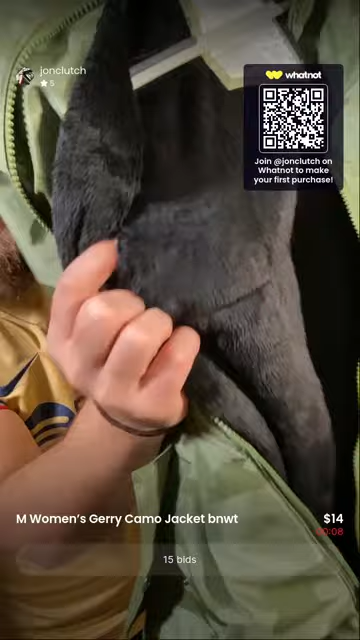 jonclutch
★5
whatnot
Join @jonclutch on
Whatnot to make
your first purchase!
M Women's Gerry Camo Jacket bnwt
$14
00:08
15 bids